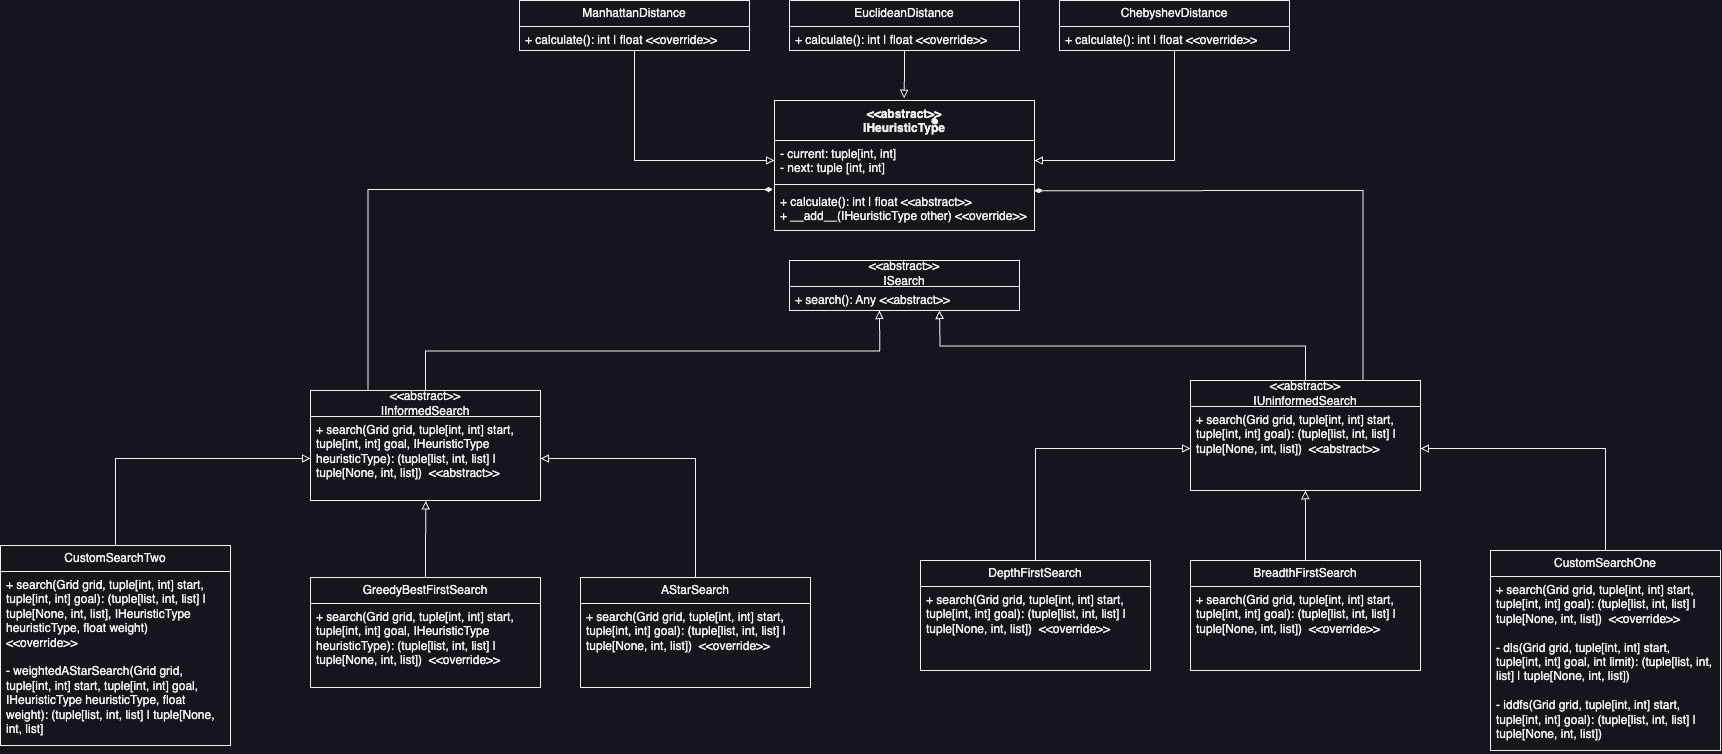 ManhattanDistance
+ calculate(): int | float <<override>>
EuclideanDistance
+ calculate(): int | float <<override>>
ChebyshevDistance
+ calculate(): int | float <<override>>
<<abstract>>
IHeuristicType
- current: tuple[int, int]
- next: tuple [int, int]
+ calculate(): int | float <<abstract>>
+ __add__(IHeuristicType other) <<override>>
<<abstract>>
ISearch
+ search(): Any <<abstract>>
<<abstract>>
IInformedSearch
+ search(Grid grid, tuple[int, int] start,
tuple[int, int] goal, IHeuristicType
heuristicType): (tuple[list, int, list] |
tuple[None, int, list])  <<abstract>>
<<abstract>>
IUninformedSearch
+ search(Grid grid, tuple[int, int] start,
tuple[int, int] goal): (tuple[list, int, list] |
tuple[None, int, list])  <<abstract>>
CustomSearchTwo
+ search(Grid grid, tuple[int, int] start,
tuple[int, int] goal): (tuple[list, int, list] |
tuple[None, int, list], IHeuristicType
heuristicType, float weight)
<<override>>
- weightedAStarSearch(Grid grid,
tuple[int, int] start, tuple[int, int] goal,
IHeuristicType heuristicType, float
weight): (tuple[list, int, list] | tuple[None,
int, list]
GreedyBestFirstSearch
+ search(Grid grid, tuple[int, int] start,
tuple[int, int] goal, IHeuristicType
heuristicType): (tuple[list, int, list] |
tuple[None, int, list])  <<override>>
AStarSearch
+ search(Grid grid, tuple[int, int] start,
tuple[int, int] goal): (tuple[list, int, list] |
tuple[None, int, list])  <<override>>
DepthFirstSearch
+ search(Grid grid, tuple[int, int] start,
tuple[int, int] goal): (tuple[list, int, list] |
tuple[None, int, list])  <<override>>
BreadthFirstSearch
+ search(Grid grid, tuple[int, int] start,
tuple[int, int] goal): (tuple[list, int, list] |
tuple[None, int, list])  <<override>>
CustomSearchOne
+ search(Grid grid, tuple[int, int] start,
tuple[int, int] goal): (tuple[list, int, list] |
tuple[None, int, list])  <<override>>
- dls(Grid grid, tuple[int, int] start,
tuple[int, int] goal, int limit): (tuple[list, int,
list] | tuple[None, int, list])
- iddfs(Grid grid, tuple[int, int] start,
tuple[int, int] goal): (tuple[list, int, list] |
tuple[None, int, list])